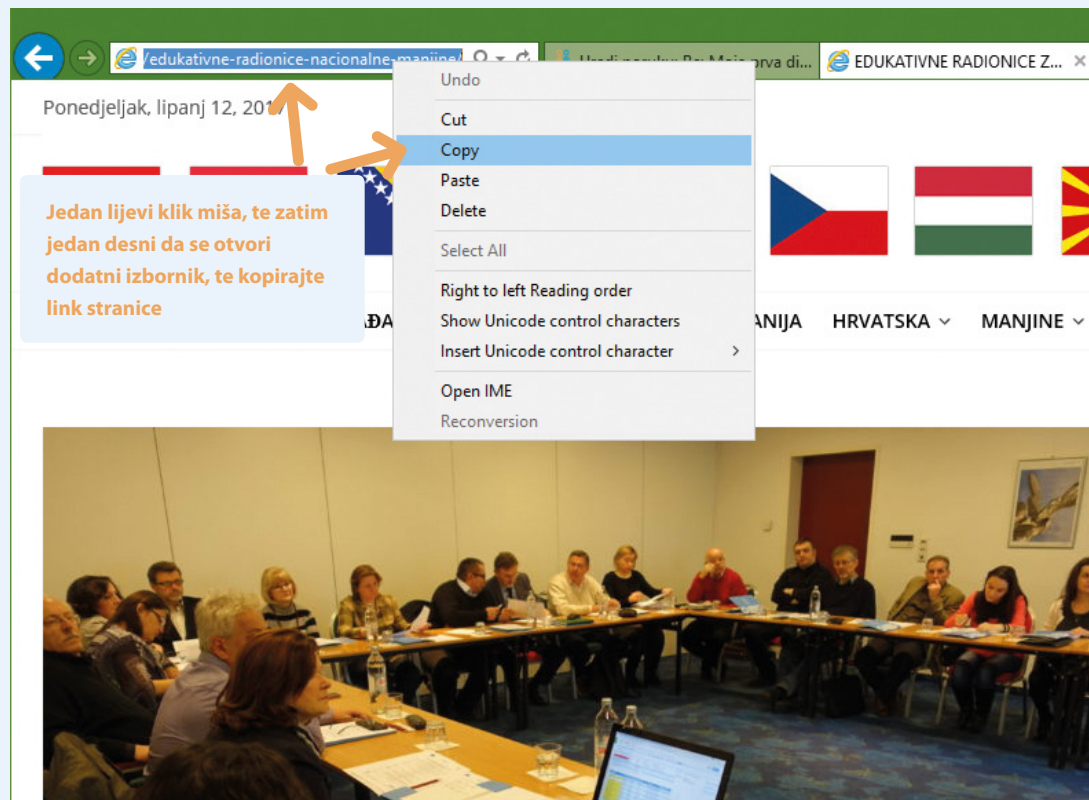 /edukativne-radionice-nacionalne-manjine/
EDUKATIVNE RADIONICE Z...
Ponedjeljak, lipanj 12, 2017
Undo
Cut
Copy
Paste
Delete
Select All
Right to left Reading order
Show Unicode control characters
Insert Unicode control character
Open IME
Reconversion
Jedan lijevi klik miša, te zatim
jedan desni da se otvori
dodatni izbornik, te kopirajte
link stranice
HRVATSKA MANJINE